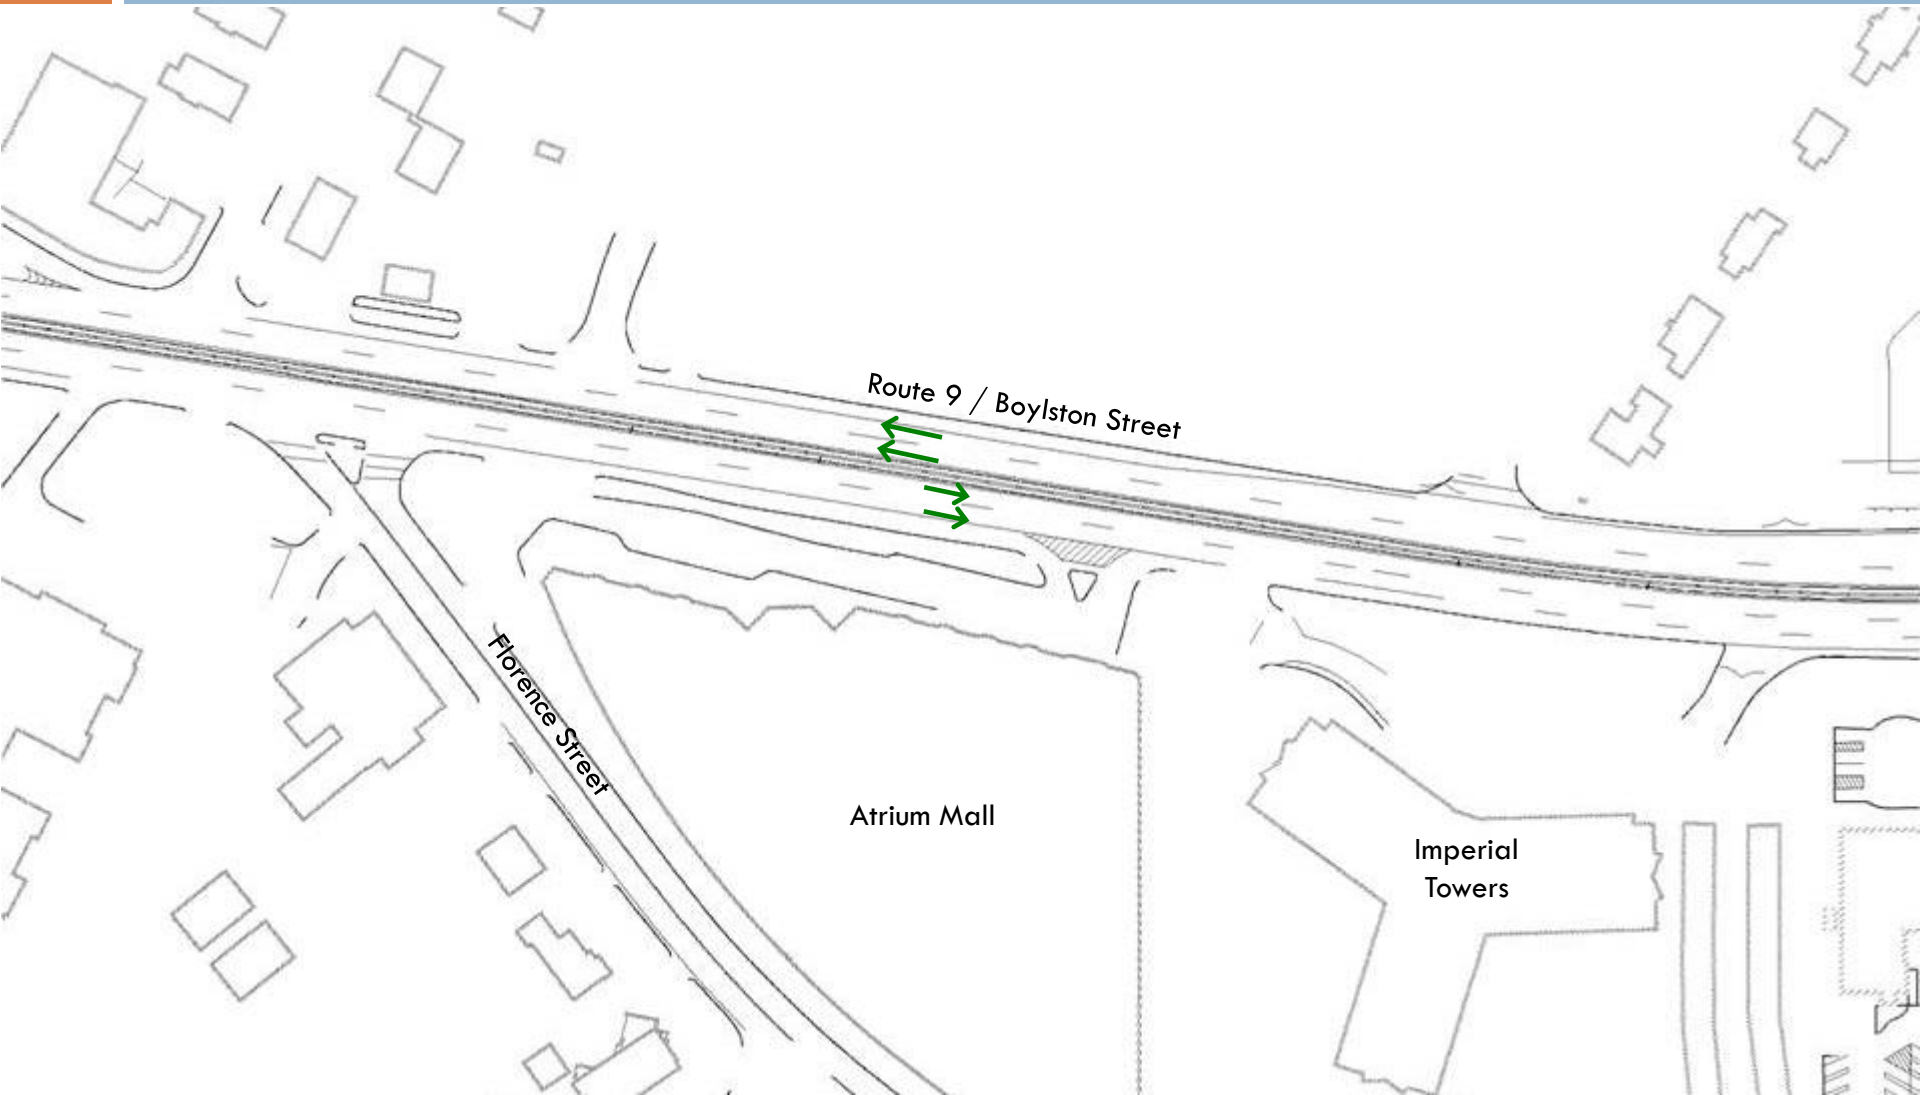 Route 9 / Boylston Street
Florence Street
Atrium Mall
Imperial
Towers